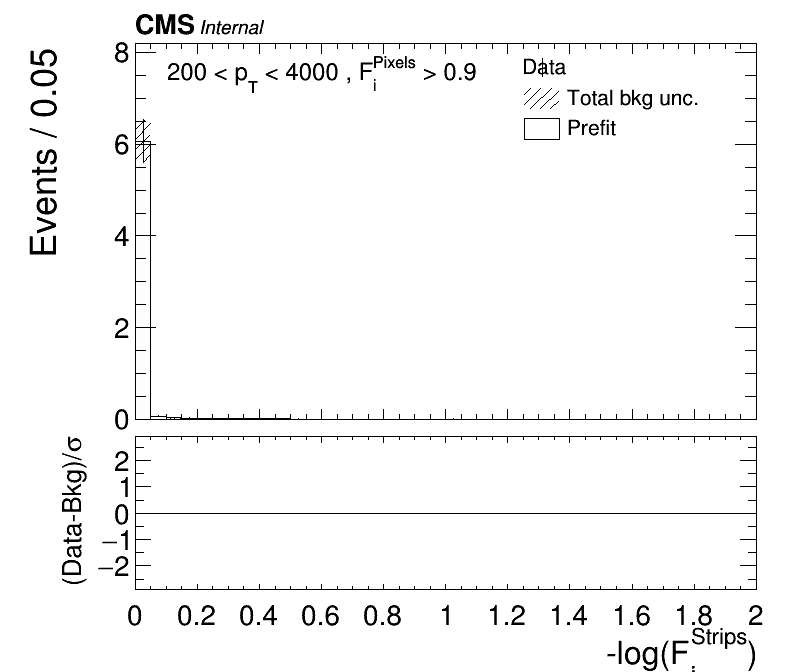 CMS Internal
200 < p_T < 4000 , F_i^Pixels > 0.9
Data
Total bkg unc.
Prefit
Events / 0.05
8
6
4
2
0
(Data-Bkg)/σ
2
1
0
−1
−2
0 0.2 0.4 0.6 0.8 1 1.2 1.4 1.6 1.8 2
-log(F_i^Strips)